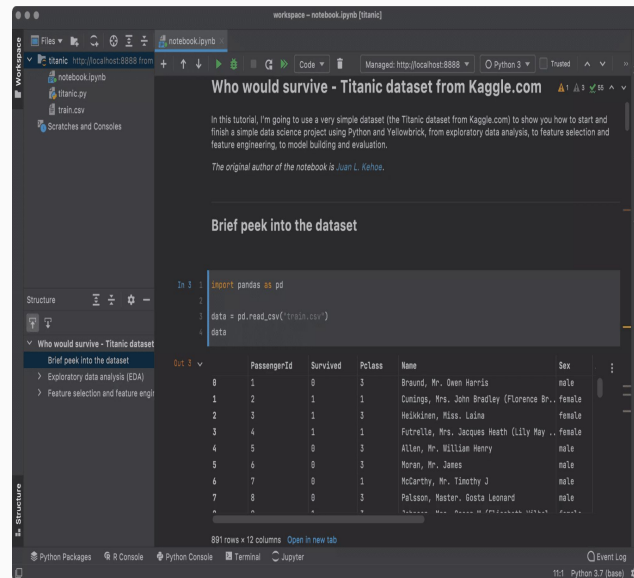 workspace – notebook.ipynb [titanic]
Workspace
Files
notebook.ipynb
titanic http://localhost:8888 from
notebook.ipynb
titanic.py
train.csv
Scratches and Consoles
Code
Managed: http://localhost:8888
Python 3
Trusted
Who would survive - Titanic dataset from Kaggle.com
1 3 55
In this tutorial, I'm going to use a very simple dataset (the Titanic dataset from Kaggle.com) to show you how to start and
finish a simple data science project using Python and Yellowbrick, from exploratory data analysis, to feature selection and
feature engineering, to model building and evaluation.
The original author of the notebook is Juan L. Kehoe.
Brief peek into the dataset
In 3 1 import pandas as pd
2
3 data = pd.read_csv("train.csv")
4 data
Structure
Who would survive - Titanic dataset
Brief peek into the dataset
Exploratory data analysis (EDA)
Feature selection and feature engir
Out 3
PassengerId Survived Pclass Name Sex
0 1 0 3 Braund, Mr. Owen Harris male
1 2 1 1 Cunings, Mrs. John Bradley (Florence Br.. female
2 3 1 3 Heikkinen, Miss. Laina female
3 4 1 1 Futrelle, Mrs. Jacques Heath (Lily May .. female
4 5 0 3 Allen, Mr. William Henry male
5 6 0 3 Moran, Mr. James male
6 7 0 1 McCarthy, Mr. Timothy J male
7 8 0 3 Palsson, Master. Gosta Leonard male
891 rows × 12 columns Open in new tab
Structure
Python Packages R Console Python Console Terminal Jupyter Event Log
11:1 Python 3.7 (base)